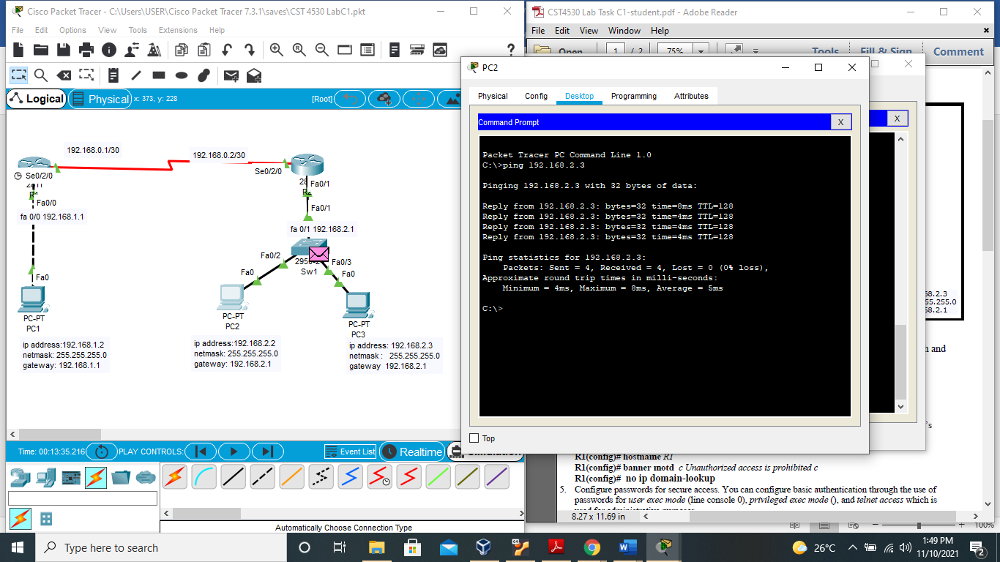 Cisco Packet Tracer - C:\Users\USER\Cisco Packet Tracer 7.3.1\saves\CST 4530 LabC1.pkt
File Edit Options View Tools Extensions Help
?
Logical Physical x: 373, y: 228 [Root]
192.168.0.1/30
192.168.0.2/30
Se0/2/0
Se0/2/0
Fa0/1
Fa0/0
Fa0/1
fa 0/0 192.168.1.1
fa 0/1 192.168.2.1
Fa0/2
Fa0/3
Sw1
Fa0
Fa0
Fa0
PC-PT
PC1
PC-PT
PC2
PC-PT
PC3
ip address:192.168.1.2
netmask: 255.255.255.0
gateway: 192.168.1.1
ip address:192.168.2.2
netmask: 255.255.255.0
gateway: 192.168.2.1
ip address: 192.168.2.3
netmask : 255.255.255.0
gateway 192.168.2.1
Time: 00:13:35.216 PLAY CONTROLS: Event List Realtime
Automatically Choose Connection Type
CST4530 Lab Task C1-student.pdf - Adobe Reader
File Edit View Window Help
Open 1 / 2 75% Tools Fill & Sign Comment
PC2
Physical Config Desktop Programming Attributes
Command Prompt X
X
Packet Tracer PC Command Line 1.0
C:\>ping 192.168.2.3
Pinging 192.168.2.3 with 32 bytes of data:
Reply from 192.168.2.3: bytes=32 time=8ms TTL=128
Reply from 192.168.2.3: bytes=32 time=4ms TTL=128
Reply from 192.168.2.3: bytes=32 time=4ms TTL=128
Reply from 192.168.2.3: bytes=32 time=4ms TTL=128
Ping statistics for 192.168.2.3:
Packets: Sent = 4, Received = 4, Lost = 0 (0% loss),
Approximate round trip times in milli-seconds:
Minimum = 4ms, Maximum = 8ms, Average = 5ms
C:\>
Top
58.2.3
55.255.0
58.2.1
and
's
R1(config)# hostname R1
R1(config)# banner motd c Unauthorized access is prohibited c
R1(config)# no ip domain-lookup
5. Configure passwords for secure access. You can configure basic authentication through the use of
passwords for user exec mode (line console 0), privileged exec mode (), and telnet access which is
8.27 x 11.69 in
100%
Type here to search
26°C
1:49 PM
11/10/2021
2